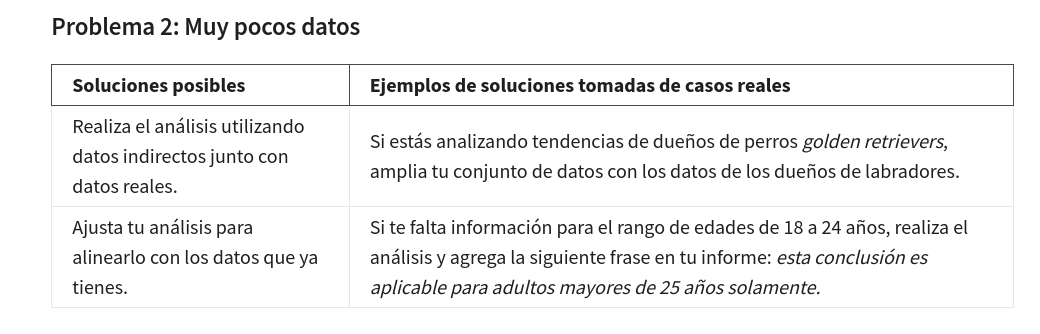 Problema 2: Muy pocos datos
Soluciones posibles
Ejemplos de soluciones tomadas de casos reales
Realiza el análisis utilizando
datos indirectos junto con
datos reales.
Si estás analizando tendencias de dueños de perros golden retrievers,
amplia tu conjunto de datos con los datos de los dueños de labradores.
Ajusta tu análisis para
alinearlo con los datos que ya
tienes.
Si te falta información para el rango de edades de 18 a 24 años, realiza el
análisis y agrega la siguiente frase en tu informe: esta conclusión es
aplicable para adultos mayores de 25 años solamente.